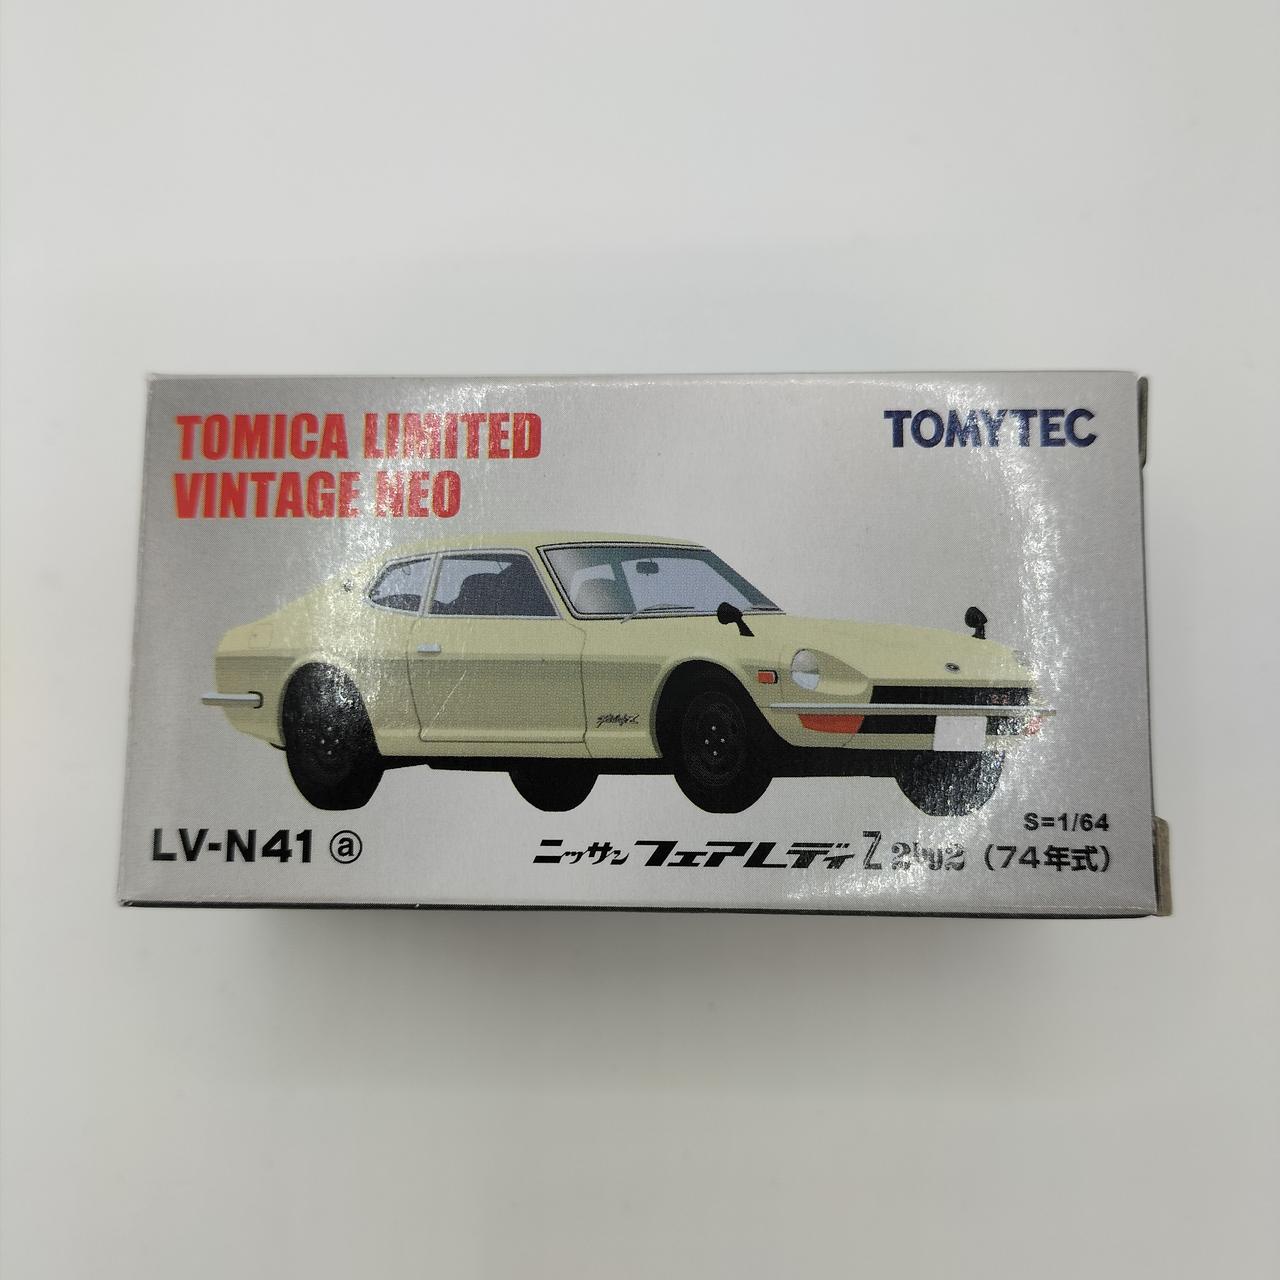 TOMICA LIMITED
VINTAGE NEO
TOMYTEC
S=1/64
LV-N41 ⓐ
ニッサン フェアレディ Z 2by2 (74年式)